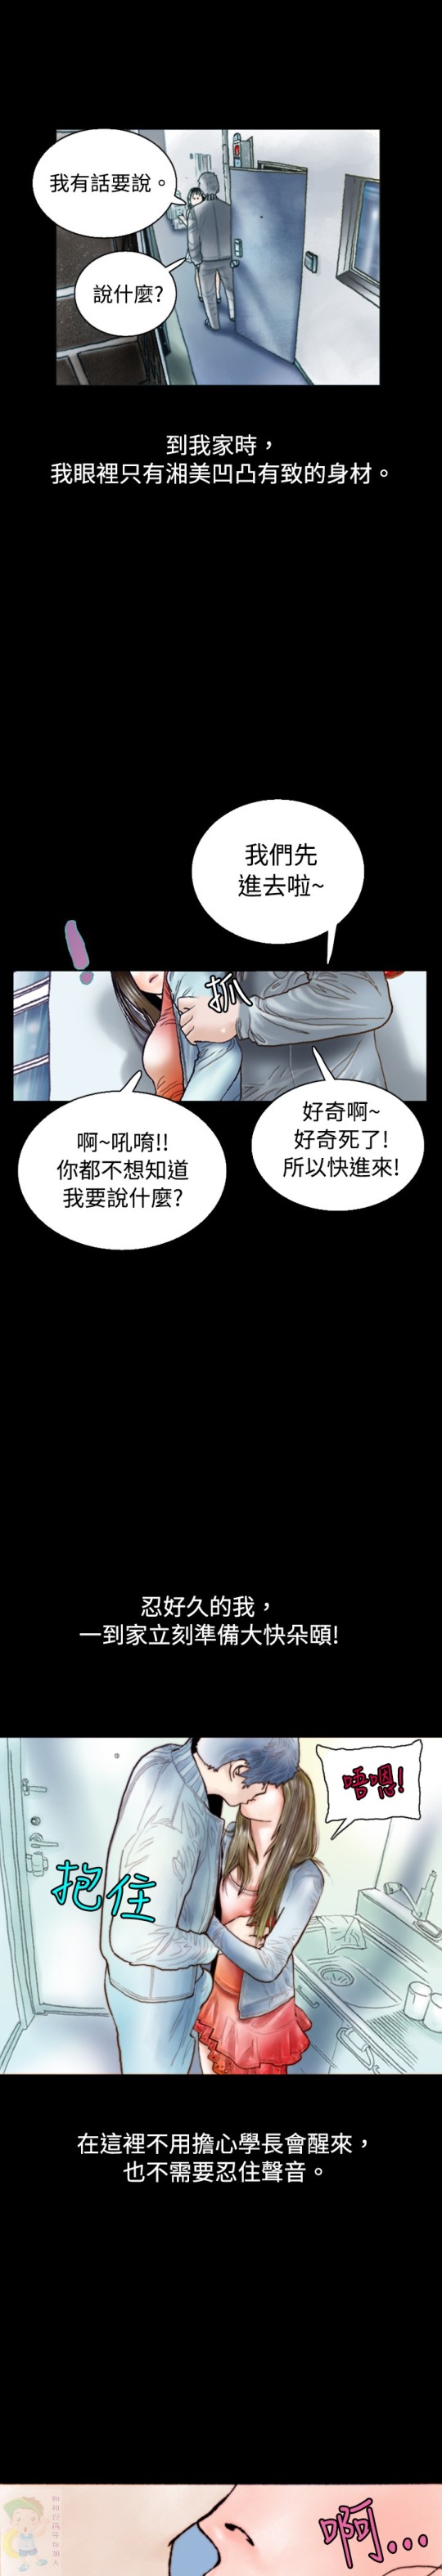 我有話要說。
說什麼?
到我家時，
我眼裡只有湘美凹凸有致的身材。
我們先
進去啦~
抓
啊~吼唷!!
你都不想知道
我要說什麼?
好奇啊~
好奇死了!
所以快進來!
忍好久的我，
一到家立刻準備大快朵頤!
唔嗯!
抱住
在這裡不用擔心學長會醒來，
也不需要忍住聲音。
啊...